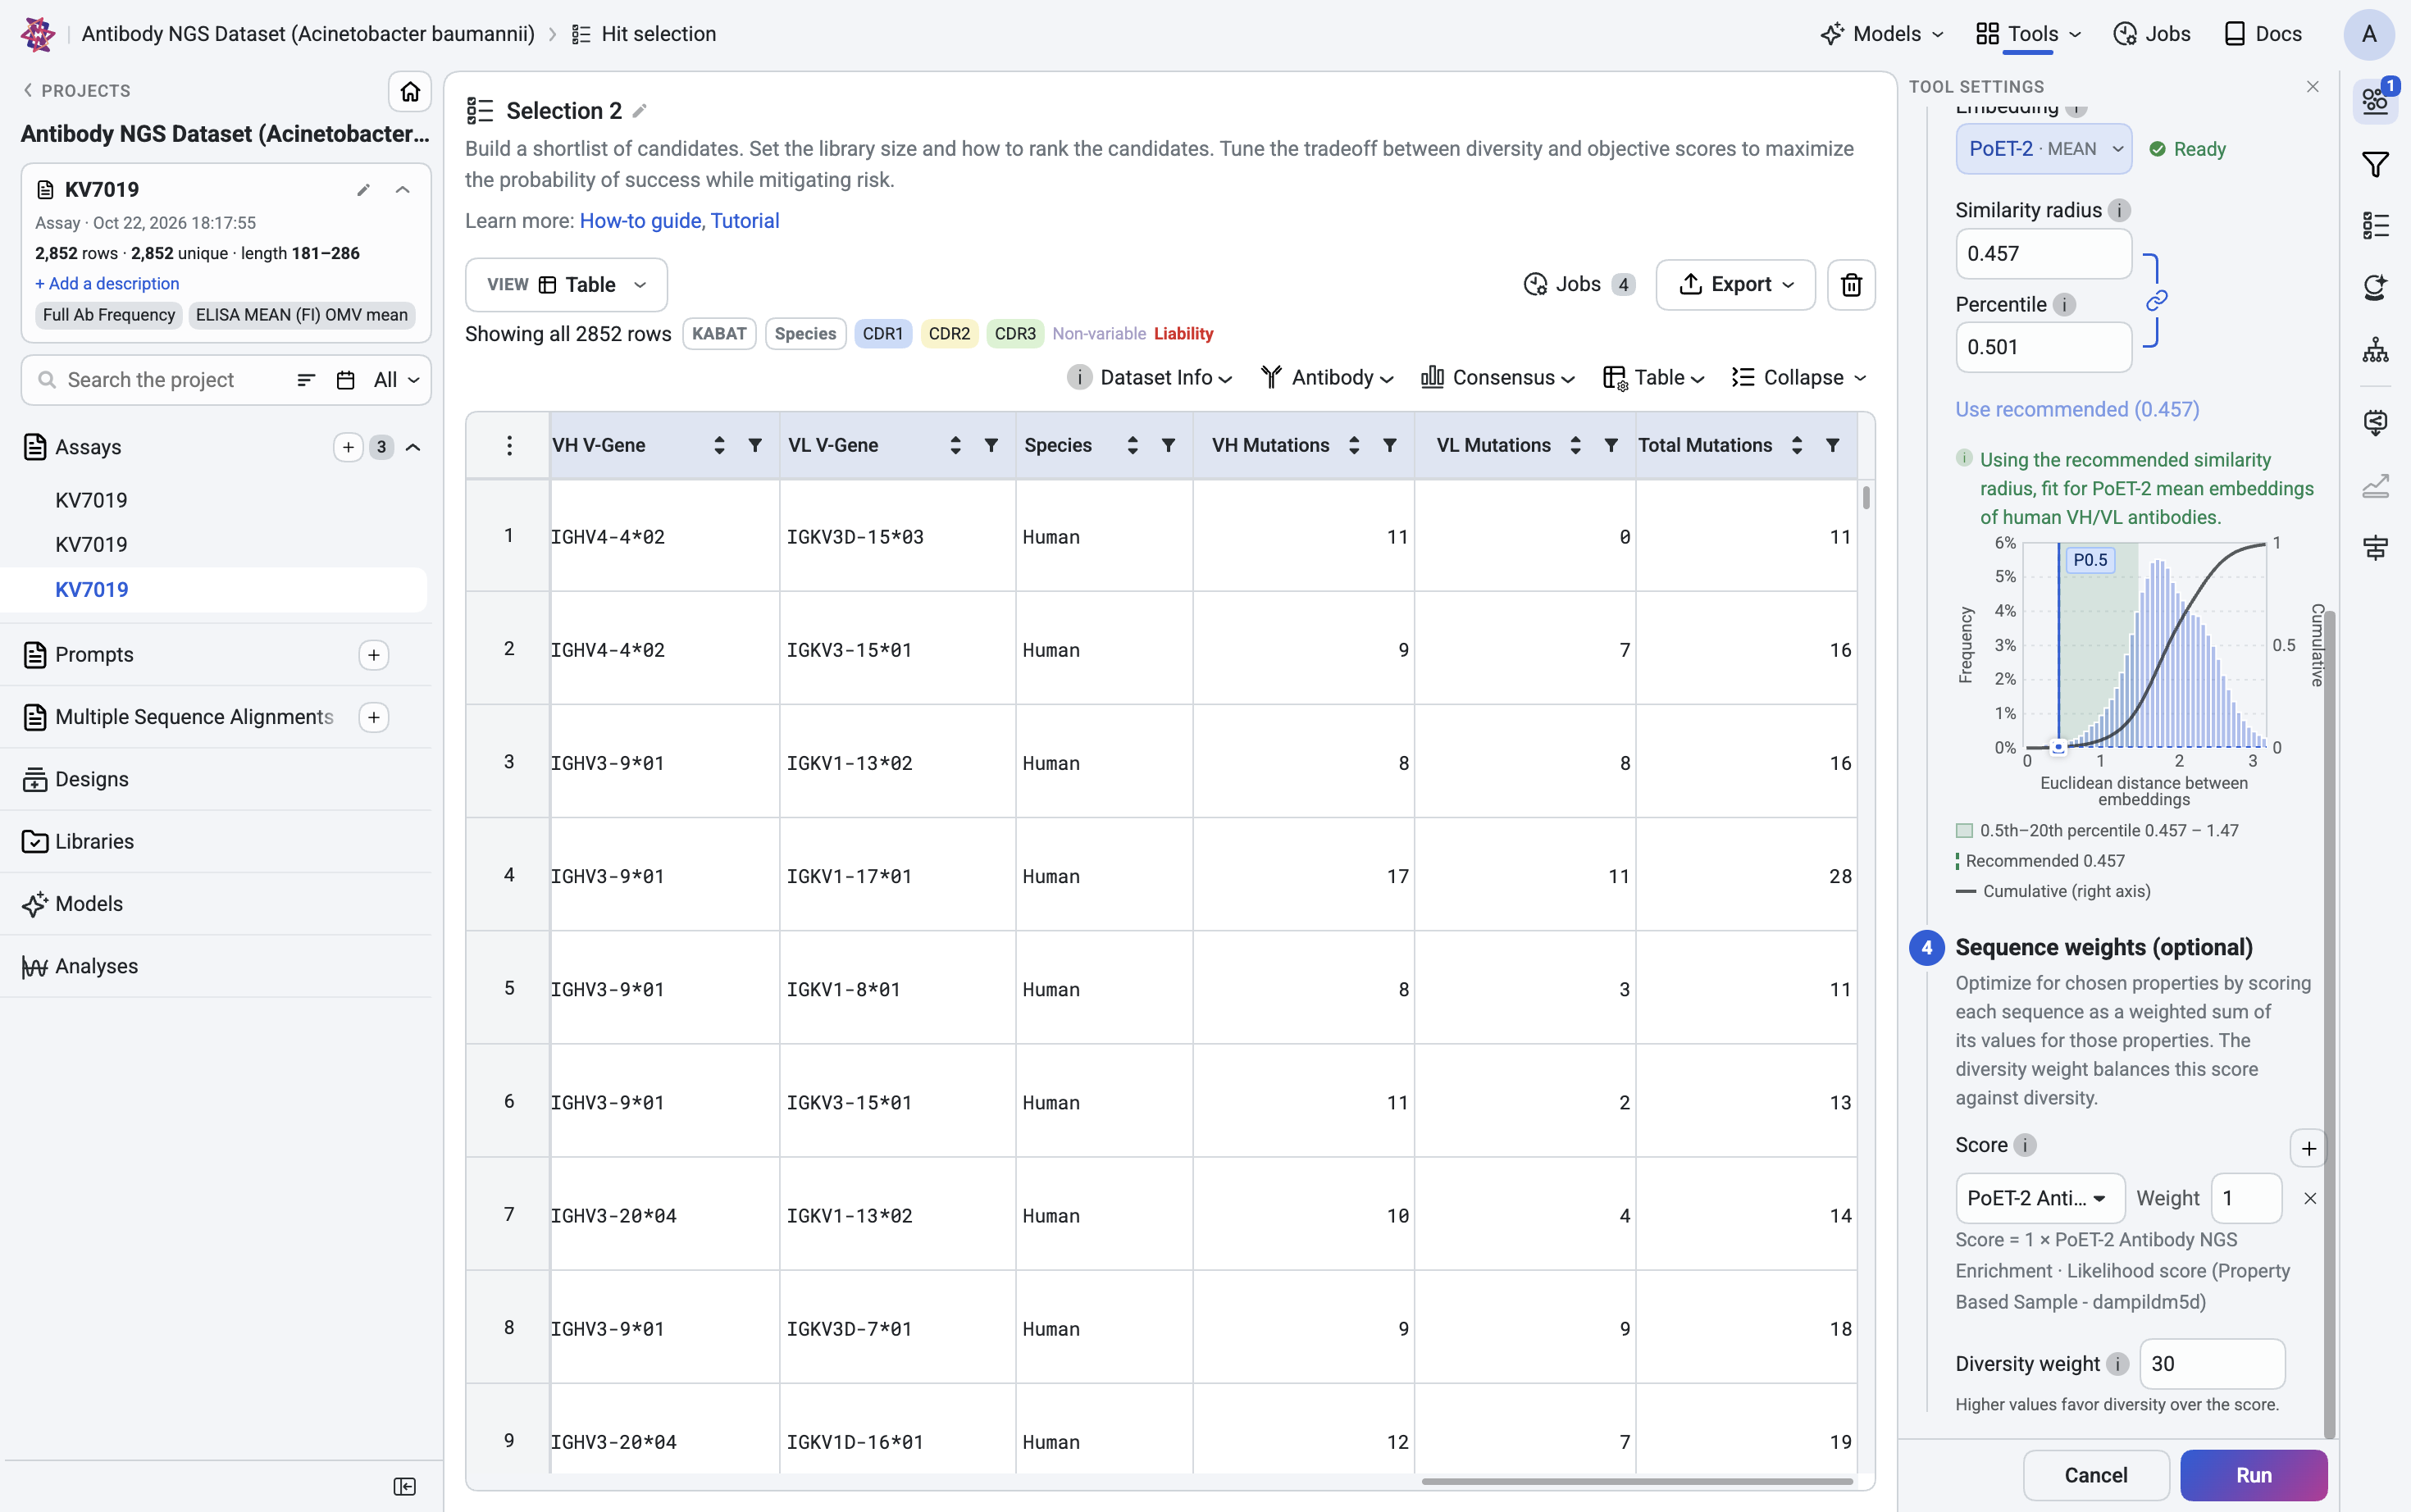 Antibody NGS Dataset (Acinetobacter baumannii)
Hit selection
Models
Tools
Jobs
Docs
A
PROJECTS
Antibody NGS Dataset (Acinetobacter...
KV7019
Assay · Oct 22, 2026 18:17:55
2,852 rows · 2,852 unique · length 181–286
+ Add a description
Full Ab Frequency
ELISA MEAN (FI) OMV mean
Search the project
All
Assays
3
KV7019
KV7019
KV7019
Prompts
Multiple Sequence Alignments
Designs
Libraries
Models
Analyses
Selection 2
Build a shortlist of candidates. Set the library size and how to rank the candidates. Tune the tradeoff between diversity and objective scores to maximize
the probability of success while mitigating risk.
Learn more: How-to guide, Tutorial
VIEW Table
Jobs 4
Export
Showing all 2852 rows
KABAT
Species
CDR1
CDR2
CDR3
Non-variable
Liability
Dataset Info
Antibody
Consensus
Table
Collapse
VH V-Gene VL V-Gene Species VH Mutations VL Mutations Total Mutations
1 IGHV4-4*02 IGKV3D-15*03 Human 11 0 11
2 IGHV4-4*02 IGKV3-15*01 Human 9 7 16
3 IGHV3-9*01 IGKV1-13*02 Human 8 8 16
4 IGHV3-9*01 IGKV1-17*01 Human 17 11 28
5 IGHV3-9*01 IGKV1-8*01 Human 8 3 11
6 IGHV3-9*01 IGKV3-15*01 Human 11 2 13
7 IGHV3-20*04 IGKV1-13*02 Human 10 4 14
8 IGHV3-9*01 IGKV3D-7*01 Human 9 9 18
9 IGHV3-20*04 IGKV1D-16*01 Human 12 7 19
TOOL SETTINGS
Embedding
PoET-2 · MEAN
Ready
Similarity radius
0.457
Percentile
0.501
Use recommended (0.457)
Using the recommended similarity
radius, fit for PoET-2 mean embeddings
of human VH/VL antibodies.
P0.5
6%
5%
4%
3%
2%
1%
0%
Frequency
1
0.5
0
Cumulative
0 1 2 3
Euclidean distance between
embeddings
0.5th–20th percentile 0.457 – 1.47
Recommended 0.457
Cumulative (right axis)
4
Sequence weights (optional)
Optimize for chosen properties by scoring
each sequence as a weighted sum of
its values for those properties. The
diversity weight balances this score
against diversity.
Score
PoET-2 Anti...
Weight
1
Score = 1 × PoET-2 Antibody NGS
Enrichment · Likelihood score (Property
Based Sample - dampildm5d)
Diversity weight
30
Higher values favor diversity over the score.
Cancel
Run
1